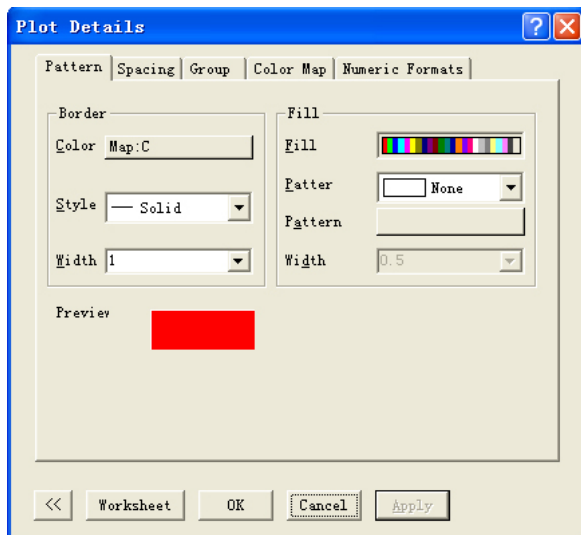 Plot Details
Pattern Spacing Group Color Map Numeric Formats
Border
Color Map:C
Style Solid
Width 1
Fill
Fill
Patter None
Pattern
Width 0.5
Preview
<< Worksheet OK Cancel Apply